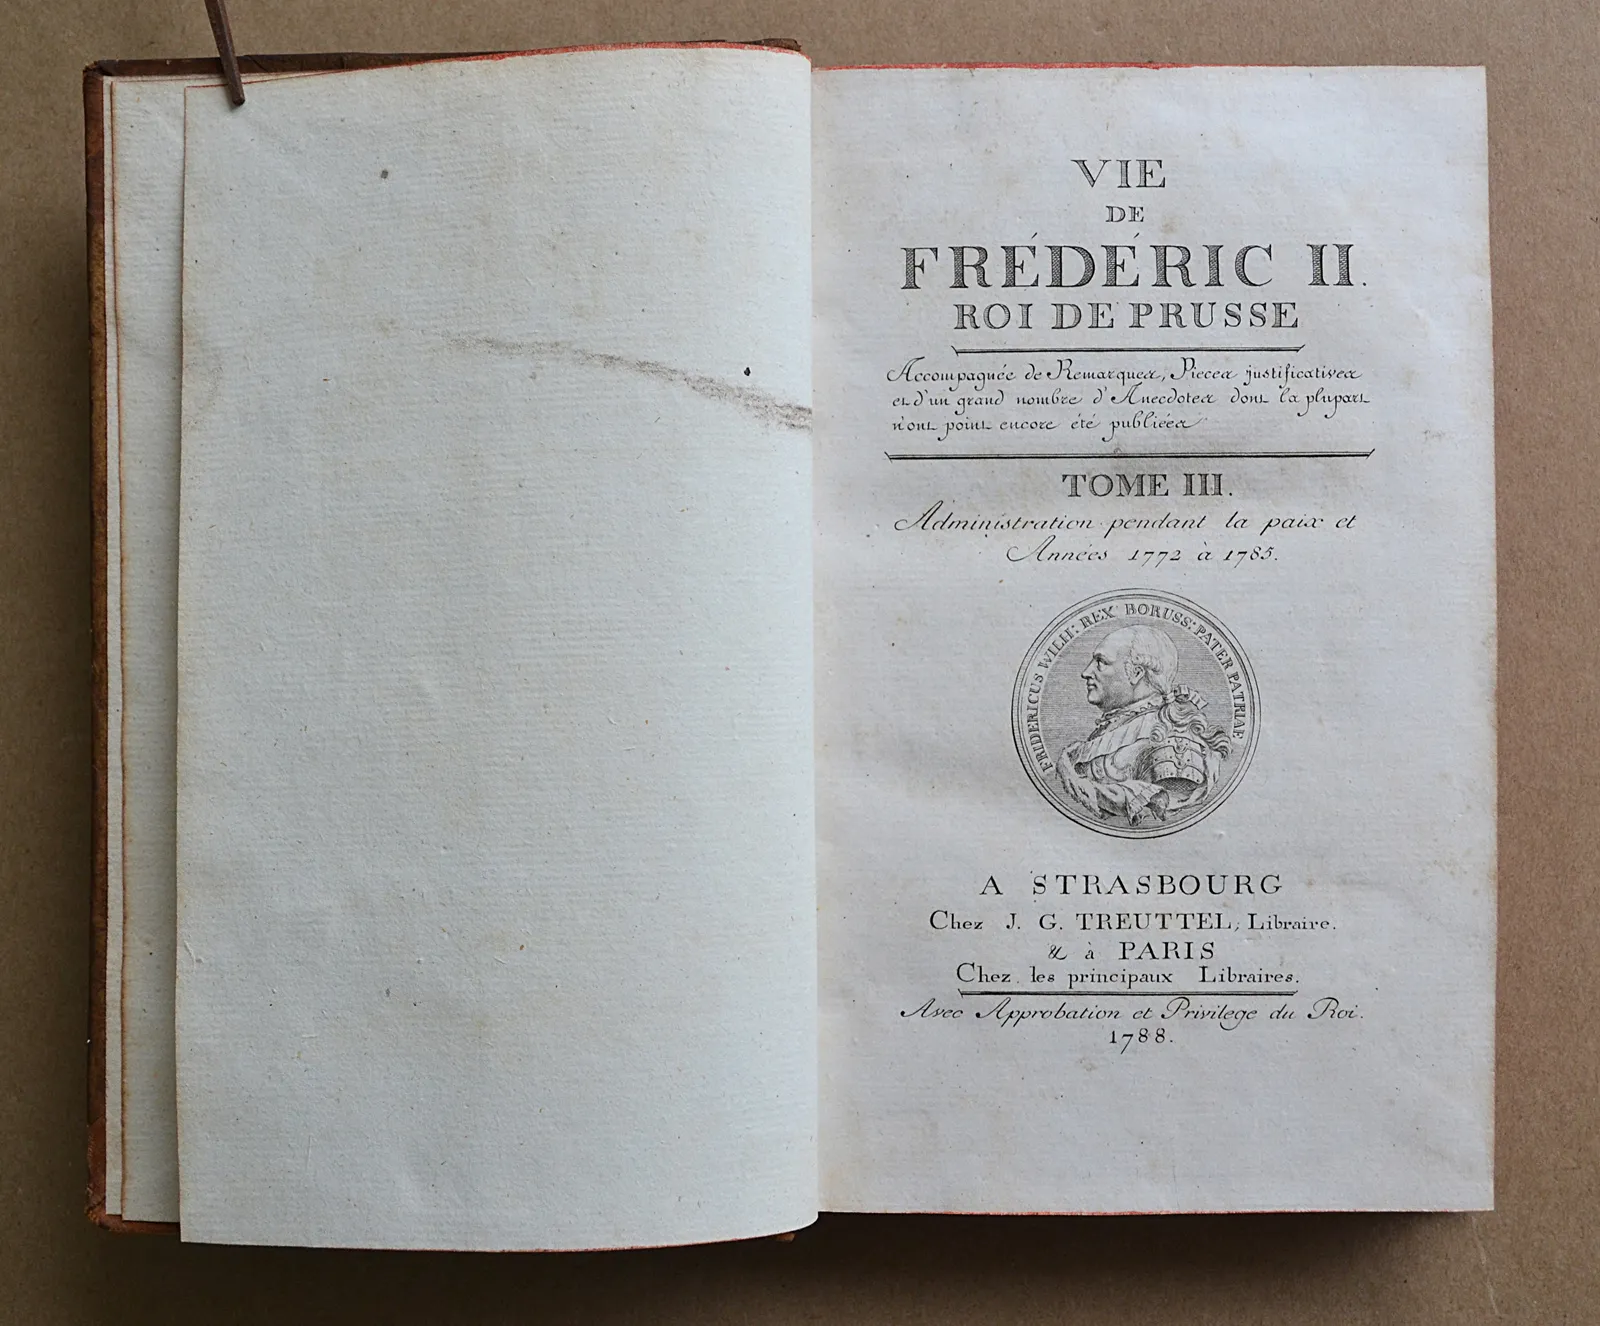 VIE
DE
FRÉDÉRIC II.
ROI DE PRUSSE
Accompagnée de Remarques, Pieces justificatives
et d'un grand nombre d'Anecdotes dont la plupart
n'ont point encore été publiées
TOME III.
Administration pendant la paix et
Années 1772 à 1785.
FRIDERICUS WILH: REX BORUSS: PATER PATRIAE
A STRASBOURG
Chez J. G. TREUTTEL, Libraire.
& à PARIS
Chez les principaux Libraires.
Avec Approbation et Privilege du Roi.
1788.